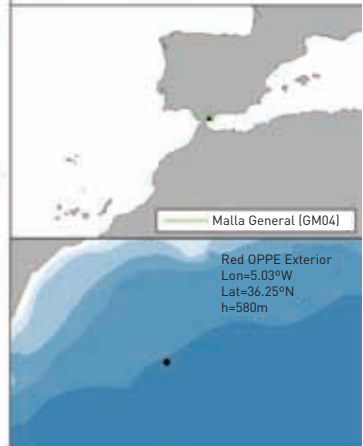 Malla General (GM04)
Red OPPE Exterior
Lon=5.03ºW
Lat=36.25ºN
h=580m